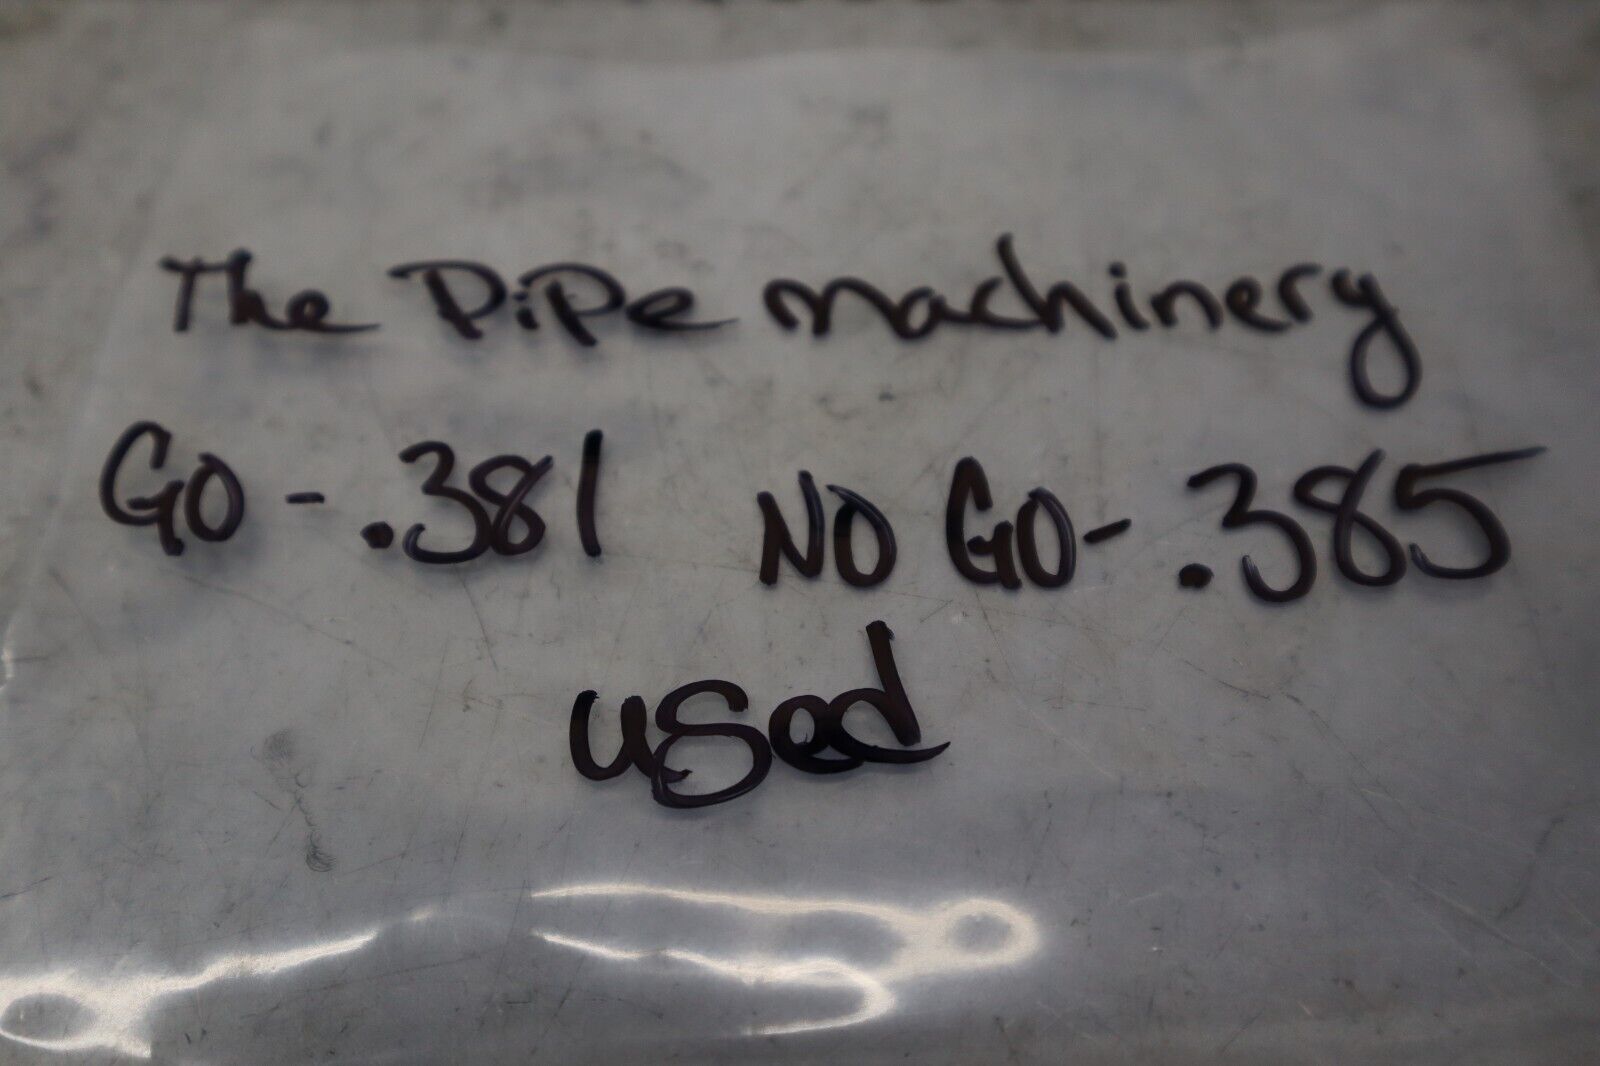 The PiPe machinery
GO - .381 NO GO - .385
used